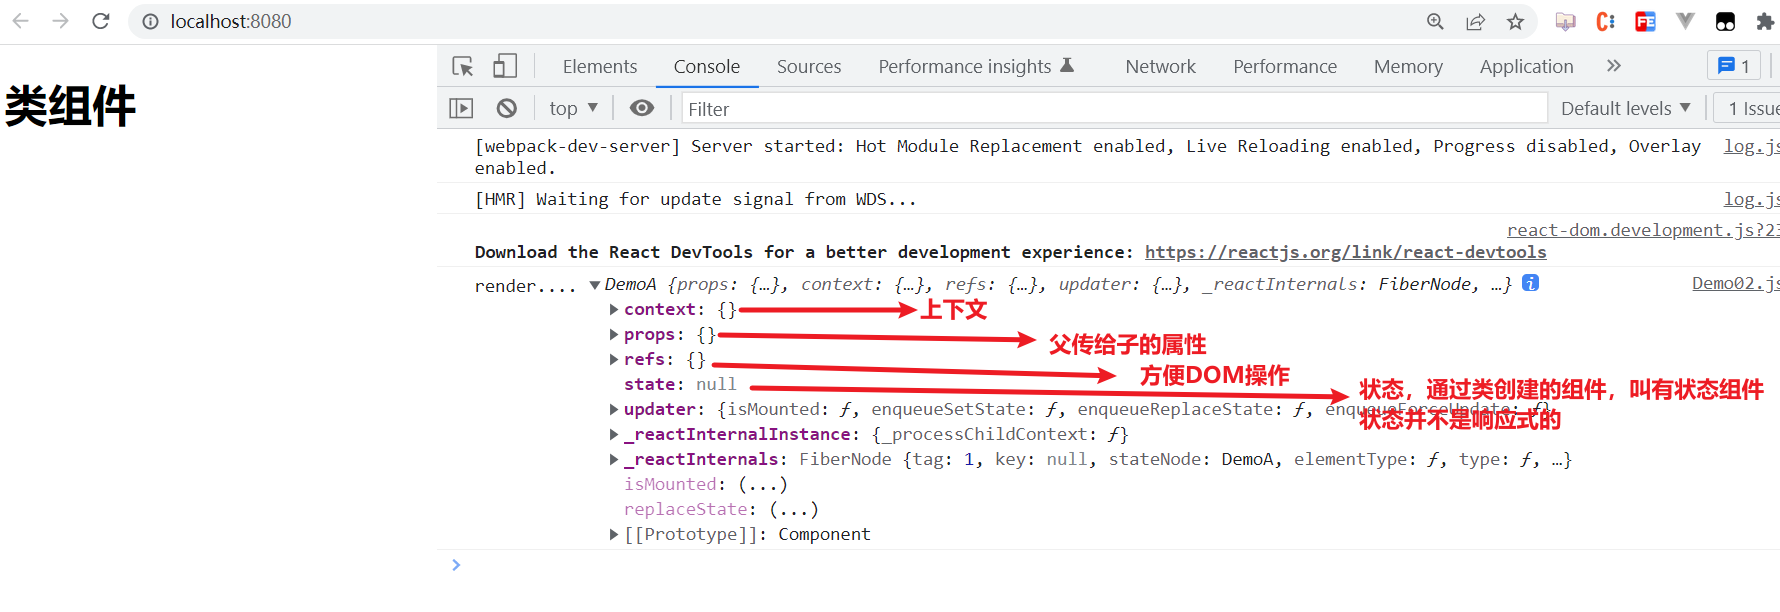 localhost:8080
Elements Console Sources Performance insights Network Performance Memory Application 1
top Filter Default levels 1 Issue
类组件
[webpack-dev-server] Server started: Hot Module Replacement enabled, Live Reloading enabled, Progress disabled, Overlay log.js
enabled.
[HMR] Waiting for update signal from WDS... log.js
react-dom.development.js?23
Download the React DevTools for a better development experience: https://reactjs.org/link/react-devtools
render.... ▼DemoA {props: {…}, context: {…}, refs: {…}, updater: {…}, _reactInternals: FiberNode, …} i Demo02.js
▶context: {} 上下文
▶props: {} 父传给子的属性
▶refs: {} 方便DOM操作
state: null 状态，通过类创建的组件，叫有状态组件
▶updater: {isMounted: ƒ, enqueueSetState: ƒ, enqueueReplaceState: ƒ, enqueueForceUpdate: ƒ}
状态并不是响应式的
▶_reactInternalInstance: {_processChildContext: ƒ}
▶_reactInternals: FiberNode {tag: 1, key: null, stateNode: DemoA, elementType: ƒ, type: ƒ, …}
isMounted: (...)
replaceState: (...)
▶[[Prototype]]: Component